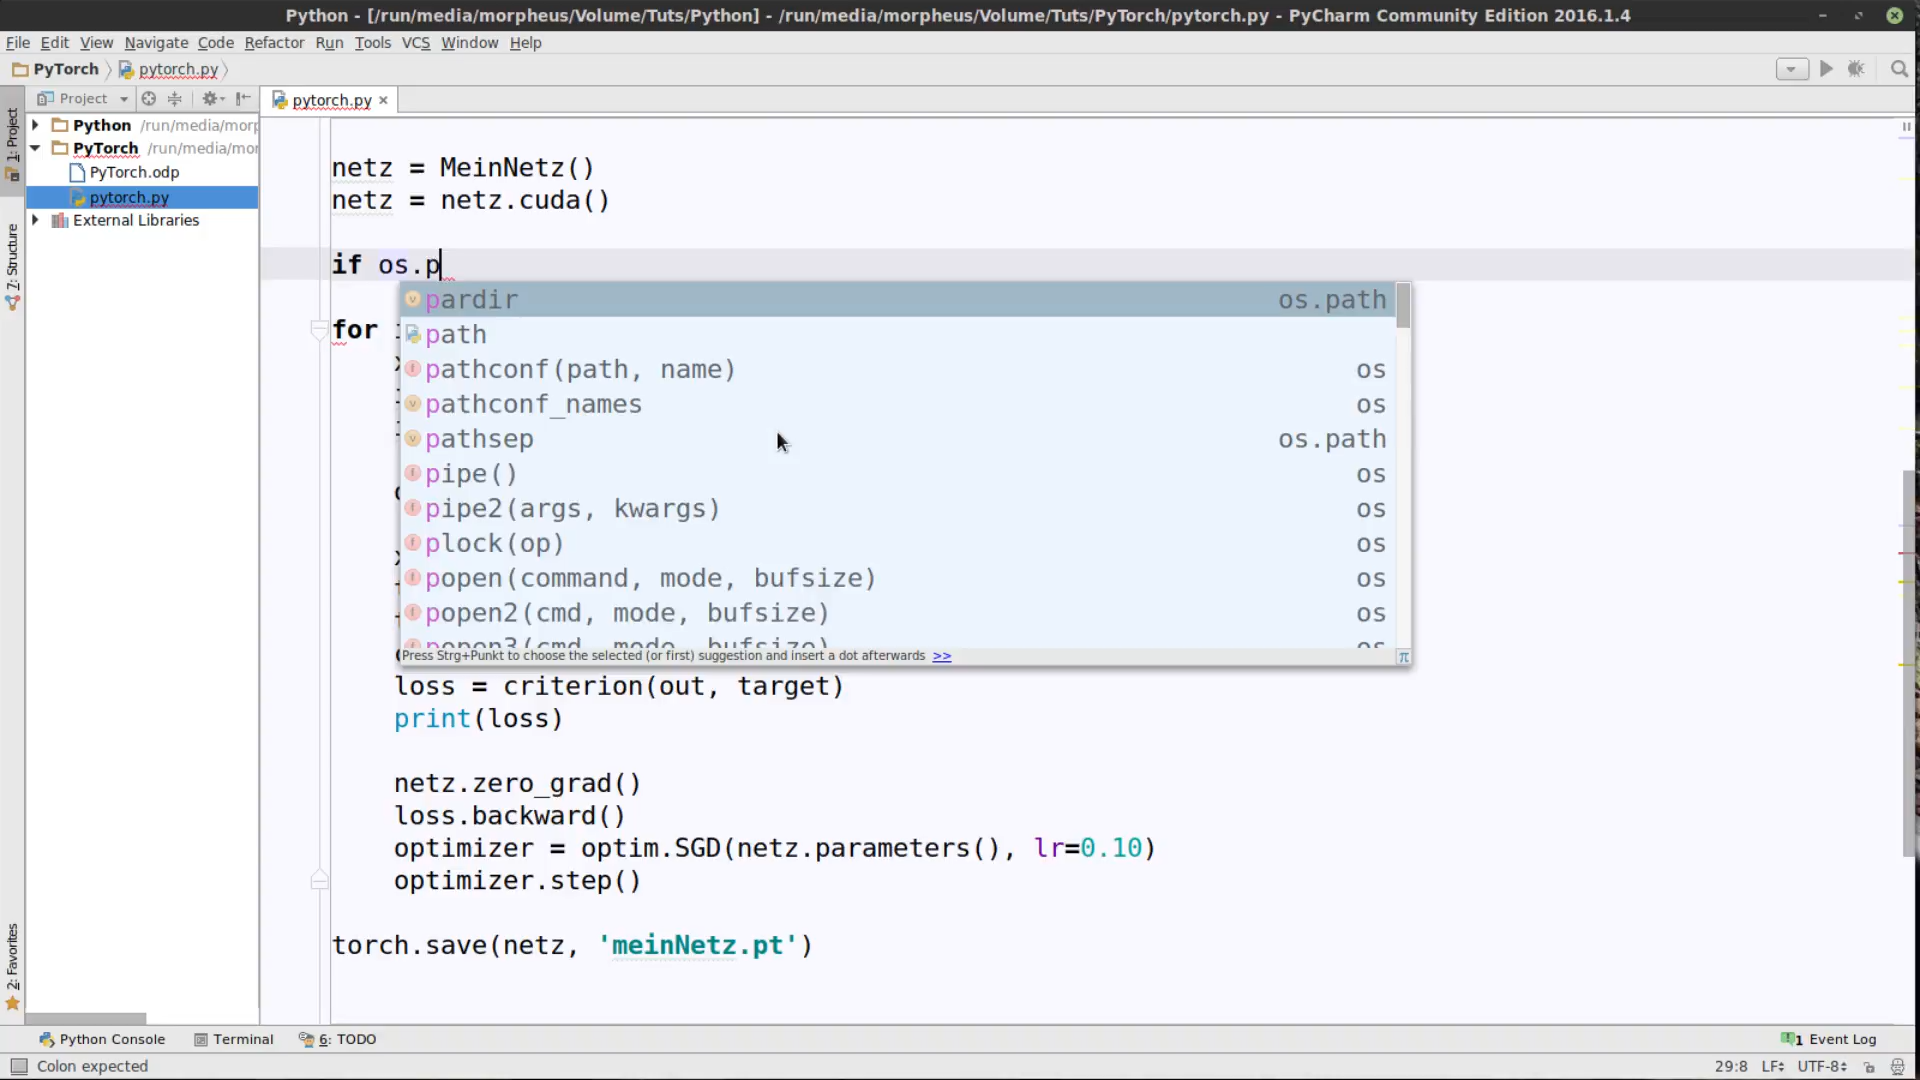 Python - [/run/media/morpheus/Volume/Tuts/Python] - /run/media/morpheus/Volume/Tuts/PyTorch/pytorch.py - PyCharm Community Edition 2016.1.4
File Edit View Navigate Code Refactor Run Tools VCS Window Help
PyTorch pytorch.py
Project pytorch.py
1: Project
7: Structure
2: Favorites
Python /run/media/morp
PyTorch /run/media/mor
PyTorch.odp
pytorch.py
External Libraries
netz = MeinNetz()
netz = netz.cuda()
if os.p
pardir os.path
path
pathconf(path, name) os
pathconf_names os
pathsep os.path
pipe() os
pipe2(args, kwargs) os
plock(op) os
popen(command, mode, bufsize) os
popen2(cmd, mode, bufsize) os
popen3(cmd, mode, bufsize) os
Press Strg+Punkt to choose the selected (or first) suggestion and insert a dot afterwards >>
π
for
loss = criterion(out, target)
print(loss)
netz.zero_grad()
loss.backward()
optimizer = optim.SGD(netz.parameters(), lr=0.10)
optimizer.step()
torch.save(netz, 'meinNetz.pt')
Python Console Terminal 6: TODO 1 Event Log
Colon expected 29:8 LF UTF-8